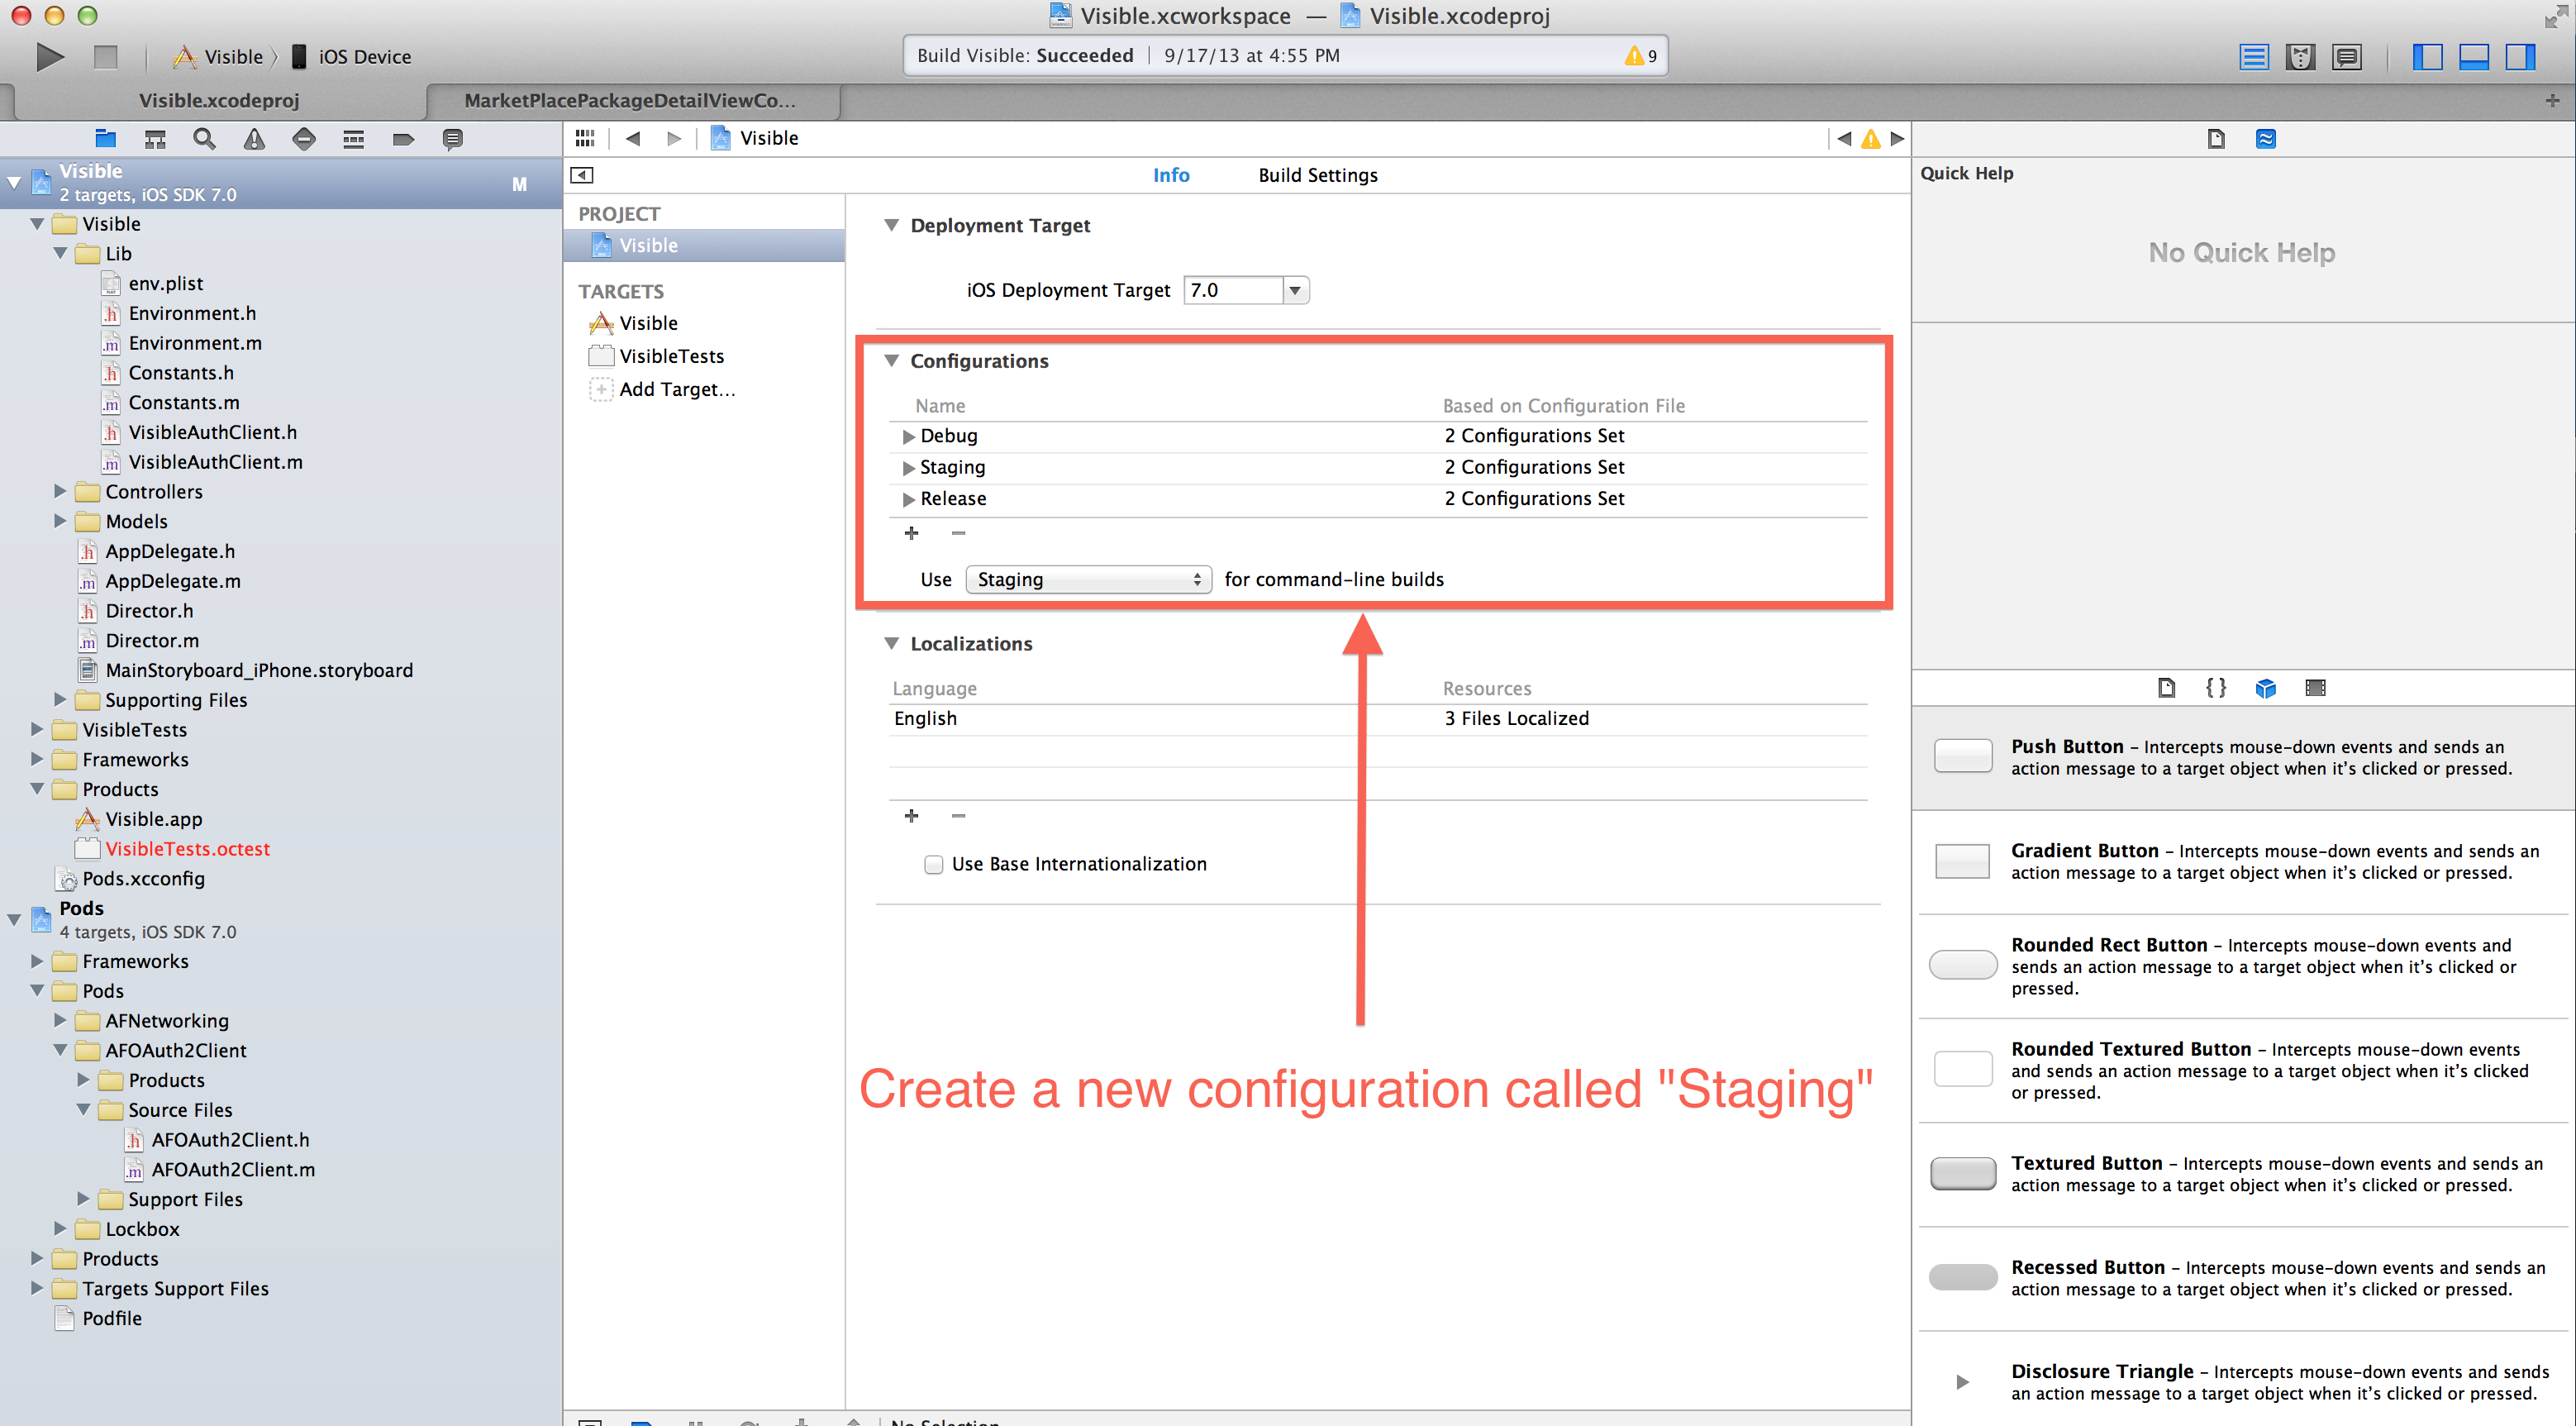 Visible.xcworkspace — Visible.xcodeproj
Visible iOS Device
Build Visible: Succeeded 9/17/13 at 4:55 PM 9
Visible.xcodeproj
MarketPlacePackageDetailViewCo...
Visible
2 targets, iOS SDK 7.0
M
Visible
Lib
env.plist
Environment.h
Environment.m
Constants.h
Constants.m
VisibleAuthClient.h
VisibleAuthClient.m
Controllers
Models
AppDelegate.h
AppDelegate.m
Director.h
Director.m
MainStoryboard_iPhone.storyboard
Supporting Files
VisibleTests
Frameworks
Products
Visible.app
VisibleTests.octest
Pods.xcconfig
Pods
4 targets, iOS SDK 7.0
Frameworks
Pods
AFNetworking
AFOAuth2Client
Products
Source Files
AFOAuth2Client.h
AFOAuth2Client.m
Support Files
Lockbox
Products
Targets Support Files
Podfile
Visible
Info
Build Settings
PROJECT
Visible
TARGETS
Visible
VisibleTests
Add Target...
Deployment Target
iOS Deployment Target 7.0
Configurations
Name Based on Configuration File
Debug 2 Configurations Set
Staging 2 Configurations Set
Release 2 Configurations Set
+ −
Use Staging for command-line builds
Localizations
Language Resources
English 3 Files Localized
+ −
Use Base Internationalization
Create a new configuration called "Staging"
No Selection
Quick Help
No Quick Help
{ }
Push Button – Intercepts mouse-down events and sends an
action message to a target object when it's clicked or pressed.
Gradient Button – Intercepts mouse-down events and sends an
action message to a target object when it's clicked or pressed.
Rounded Rect Button – Intercepts mouse-down events and
sends an action message to a target object when it's clicked or
pressed.
Rounded Textured Button – Intercepts mouse-down events
and sends an action message to a target object when it's clicked
or pressed.
Textured Button – Intercepts mouse-down events and sends an
action message to a target object when it's clicked or pressed.
Recessed Button – Intercepts mouse-down events and sends an
action message to a target object when it's clicked or pressed.
Disclosure Triangle – Intercepts mouse-down events and sends
an action message to a target object when it's clicked or pressed.